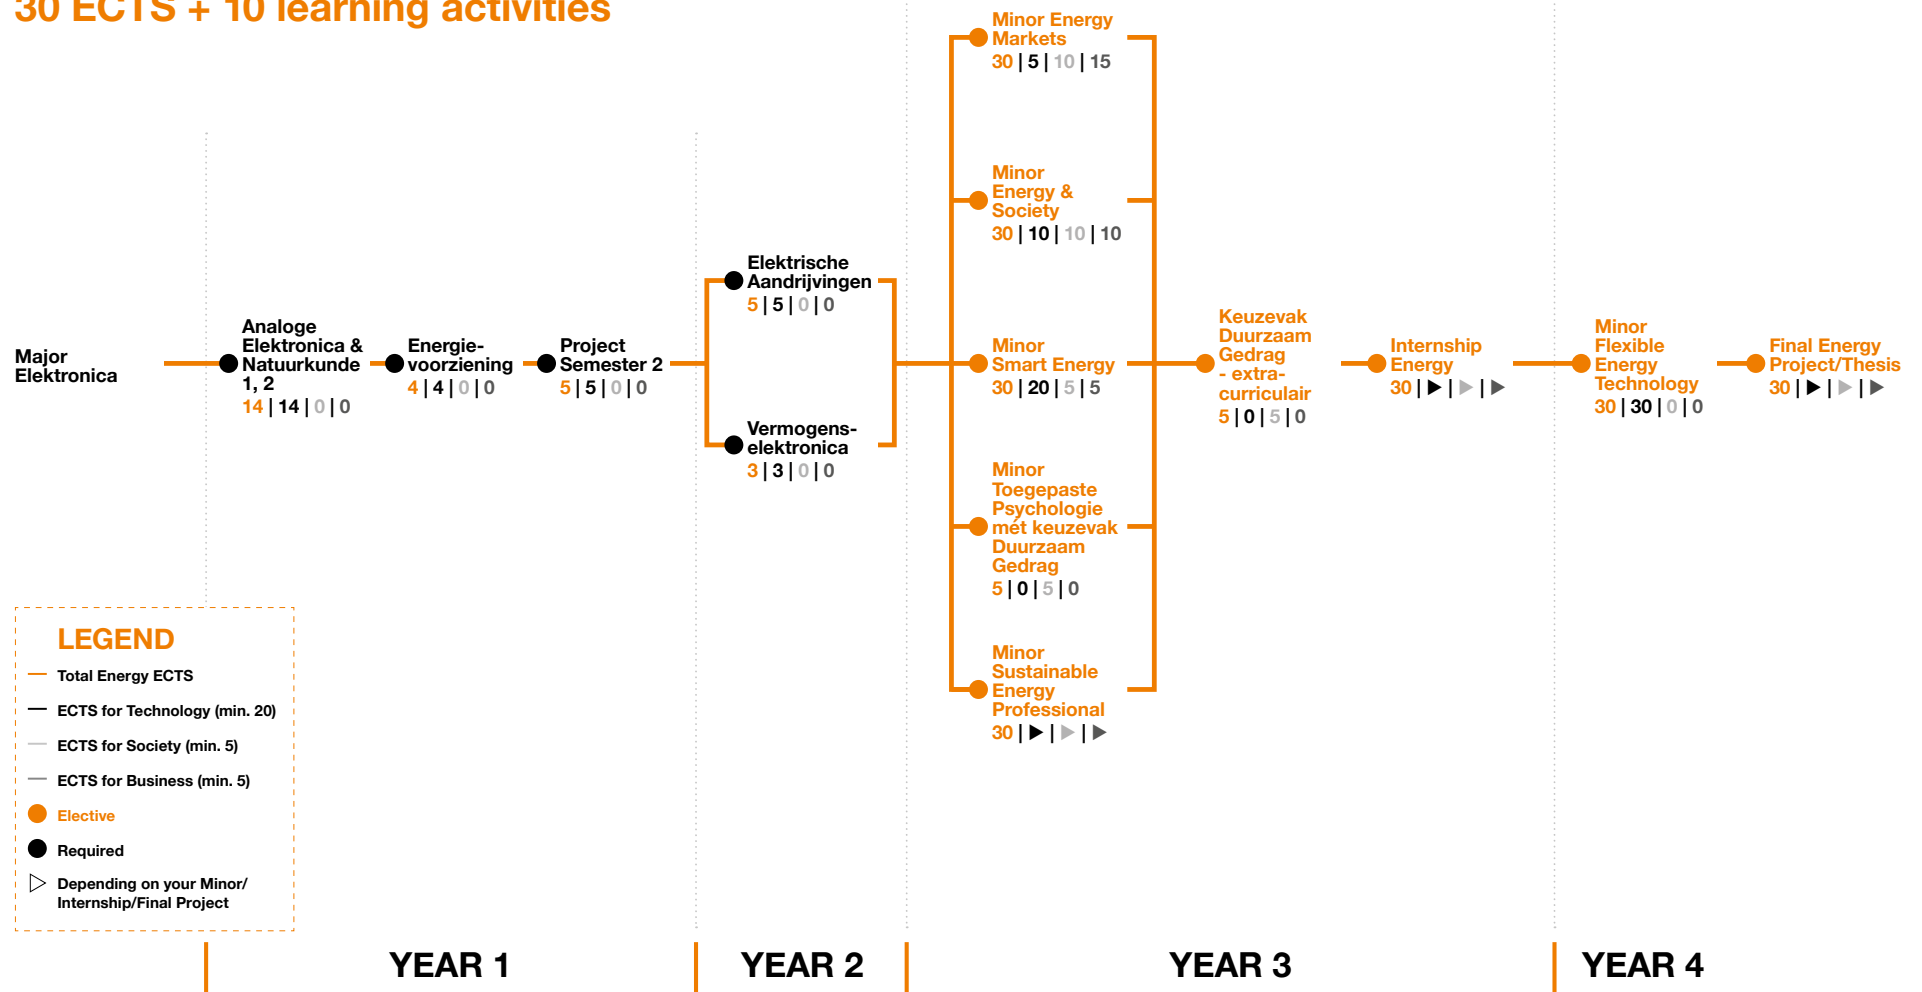 30 ECTS + 10 learning activities
Major
Elektronica
Analoge
Elektronica &
Natuurkunde
1, 2
14 | 14 | 0 | 0
Energie-
voorziening
4 | 4 | 0 | 0
Project
Semester 2
5 | 5 | 0 | 0
Elektrische
Aandrijvingen
5 | 5 | 0 | 0
Vermogens-
elektronica
3 | 3 | 0 | 0
Minor Energy
Markets
30 | 5 | 10 | 15
Minor
Energy &
Society
30 | 10 | 10 | 10
Minor
Smart Energy
30 | 20 | 5 | 5
Minor
Toegepaste
Psychologie
mét keuzevak
Duurzaam
Gedrag
5 | 0 | 5 | 0
Minor
Sustainable
Energy
Professional
30 | ▶ | ▶ | ▶
Keuzevak
Duurzaam
Gedrag
- extra-
curriculair
5 | 0 | 5 | 0
Internship
Energy
30 | ▶ | ▶ | ▶
Minor
Flexible
Energy
Technology
30 | 30 | 0 | 0
Final Energy
Project/Thesis
30 | ▶ | ▶ | ▶
LEGEND
Total Energy ECTS
ECTS for Technology (min. 20)
ECTS for Society (min. 5)
ECTS for Business (min. 5)
Elective
Required
Depending on your Minor/
Internship/Final Project
YEAR 1
YEAR 2
YEAR 3
YEAR 4